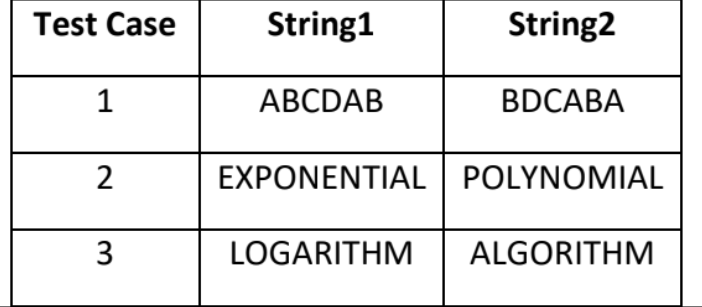 Test Case String1 String2
1 ABCDAB BDCABA
2 EXPONENTIAL POLYNOMIAL
3 LOGARITHM ALGORITHM